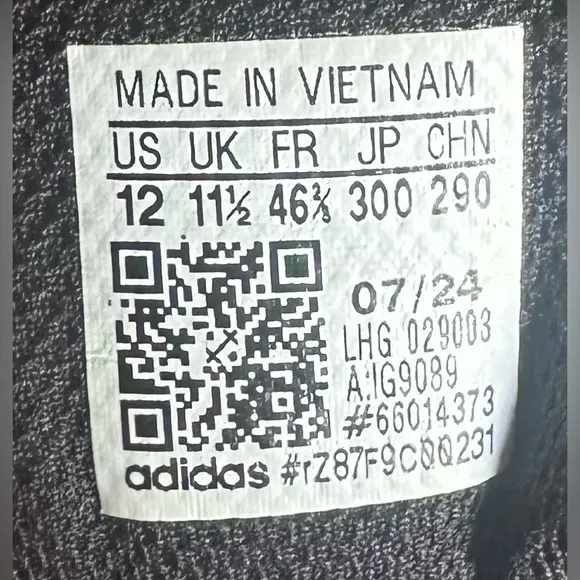 MADE IN VIETNAM
US UK FR JP CHN
12 11½ 46⅔ 300 290
07/24
LHG 029003
A:IG9089
#66014373
adidas #rZ87F9C0Q231